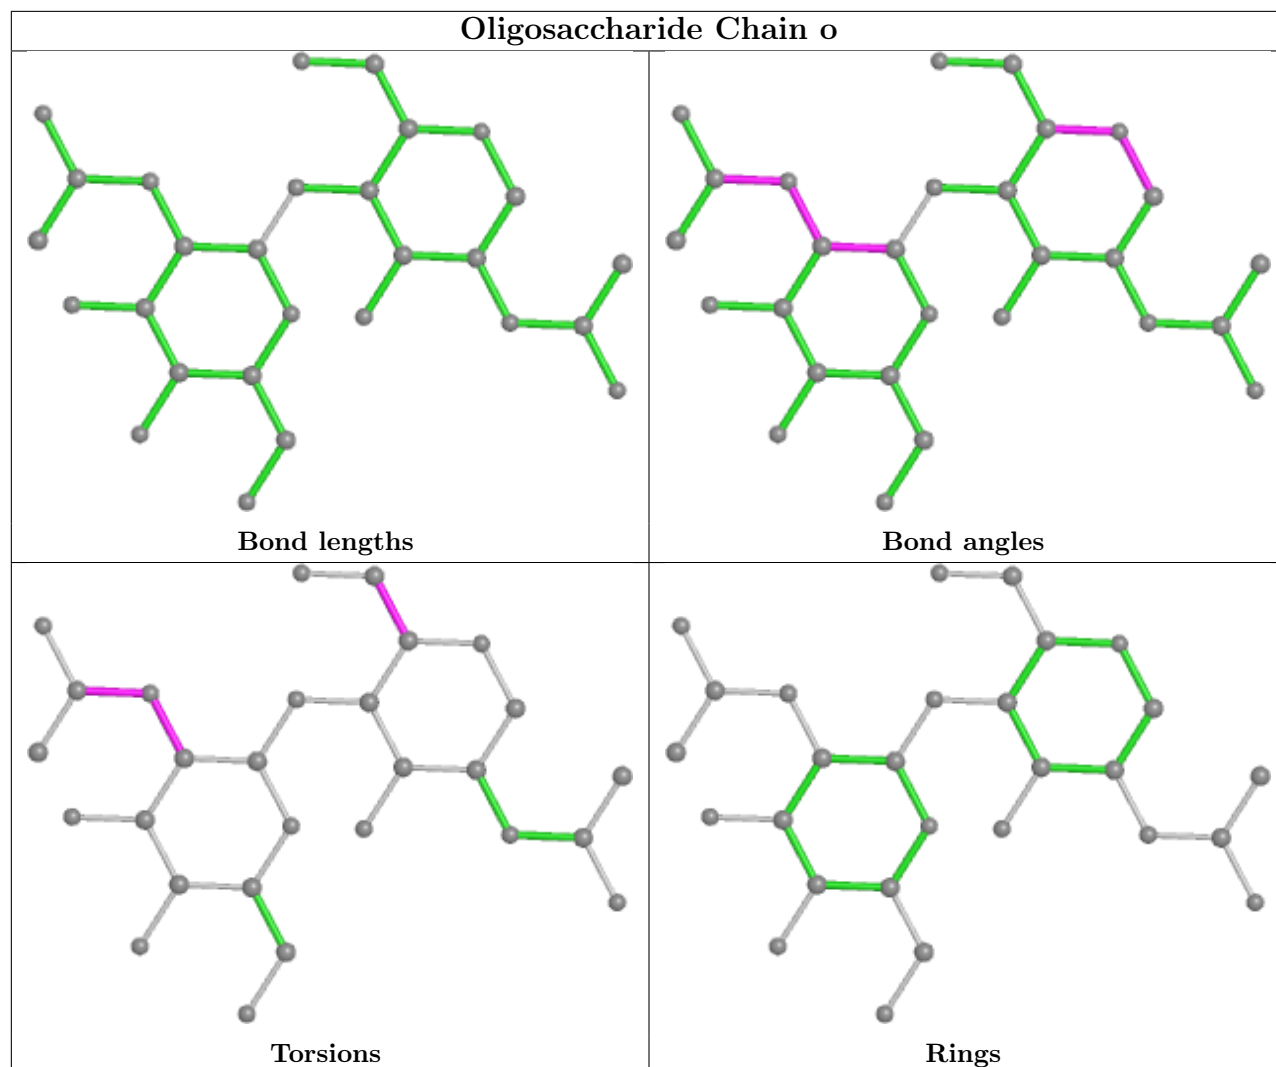 Oligosaccharide Chain o
Bond lengths
Bond angles
Torsions
Rings